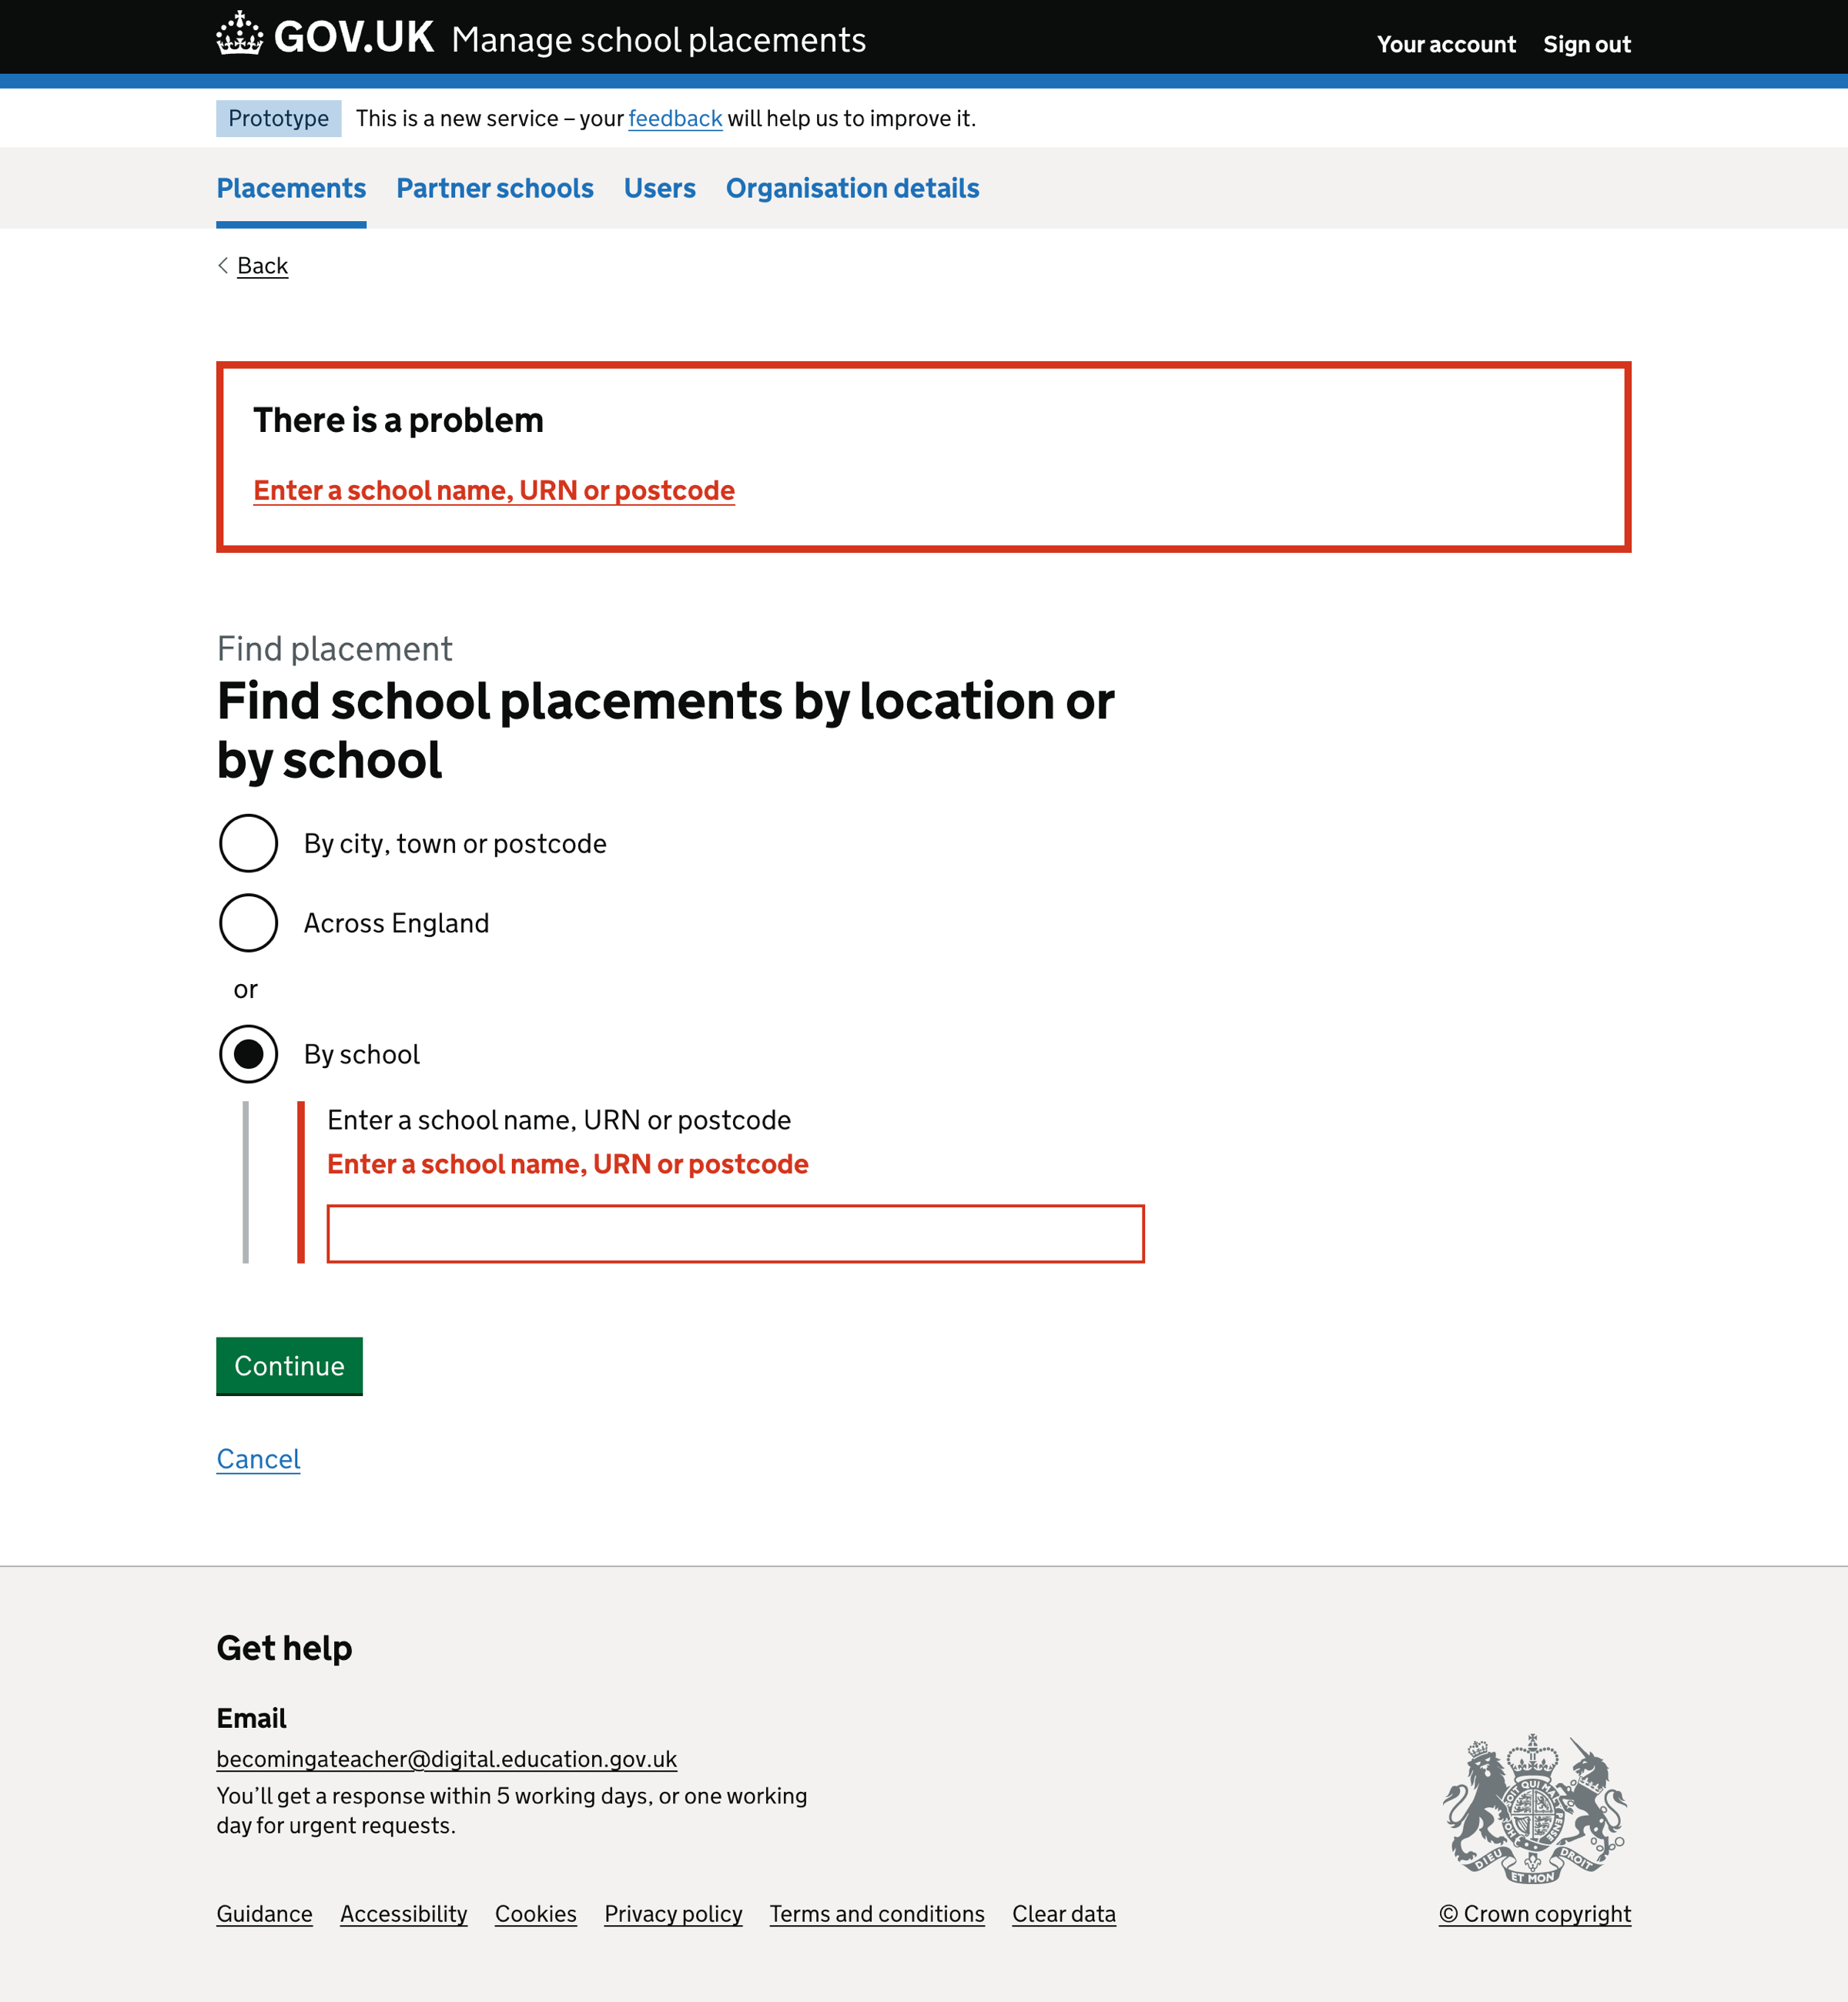 GOV.UK Manage school placements
Your account Sign out
Prototype This is a new service – your feedback will help us to improve it.
Placements Partner schools Users Organisation details
Back
There is a problem
Enter a school name, URN or postcode
Find placement
Find school placements by location or
by school
By city, town or postcode
Across England
or
By school
Enter a school name, URN or postcode
Enter a school name, URN or postcode
Continue
Cancel
Get help
Email
becomingateacher@digital.education.gov.uk
You’ll get a response within 5 working days, or one working
day for urgent requests.
DIEU ET MON DROIT
Guidance Accessibility Cookies Privacy policy Terms and conditions Clear data
© Crown copyright